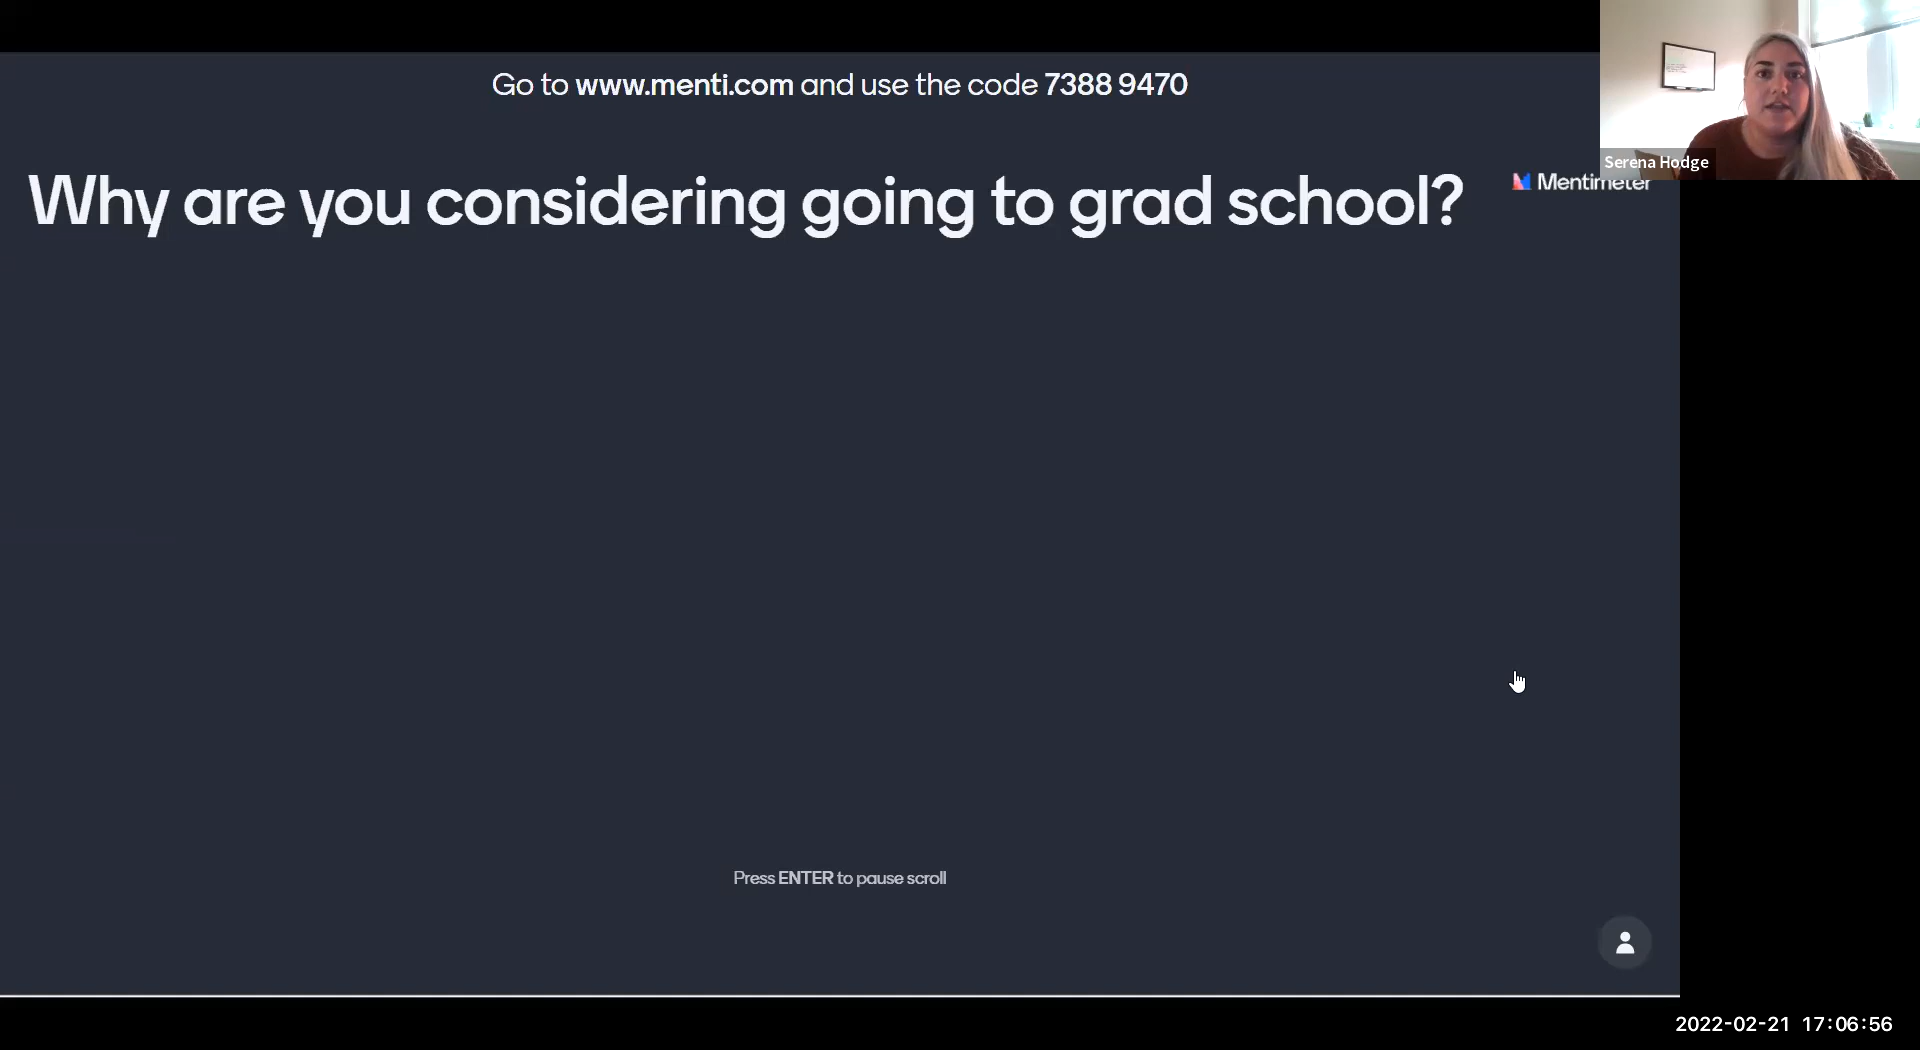 Go to www.menti.com and use the code 7388 9470
Why are you considering going to grad school?
Mentimeter
Serena Hodge
Press ENTER to pause scroll
2022-02-21 17:06:56